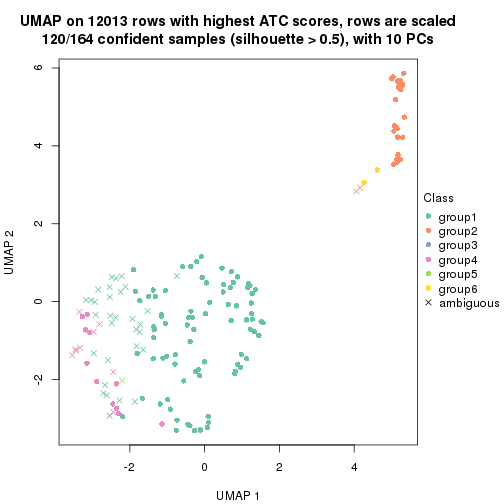 UMAP on 12013 rows with highest ATC scores, rows are scaled
120/164 confident samples (silhouette > 0.5), with 10 PCs
6
4
2
0
-2
UMAP 2
-2
0
2
4
UMAP 1
Class
group1
group2
group3
group4
group5
group6
ambiguous